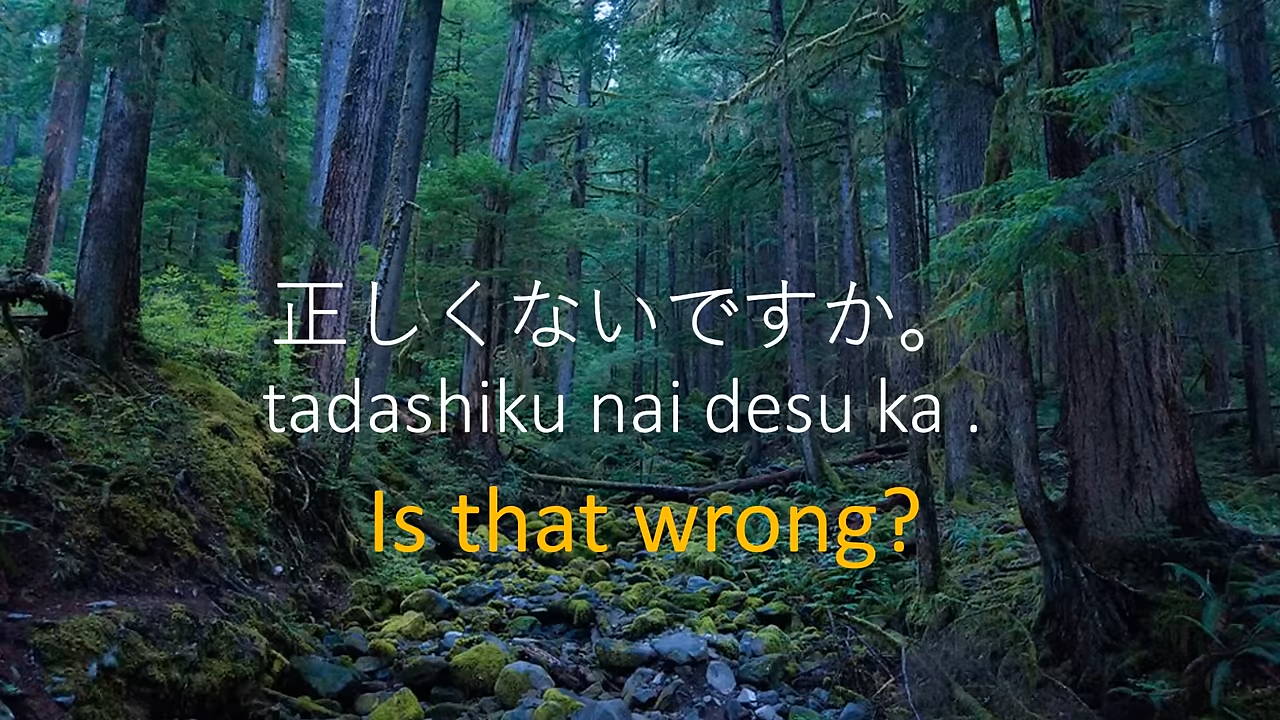 正しくないですか。
tadashiku nai desu ka .
Is that wrong?